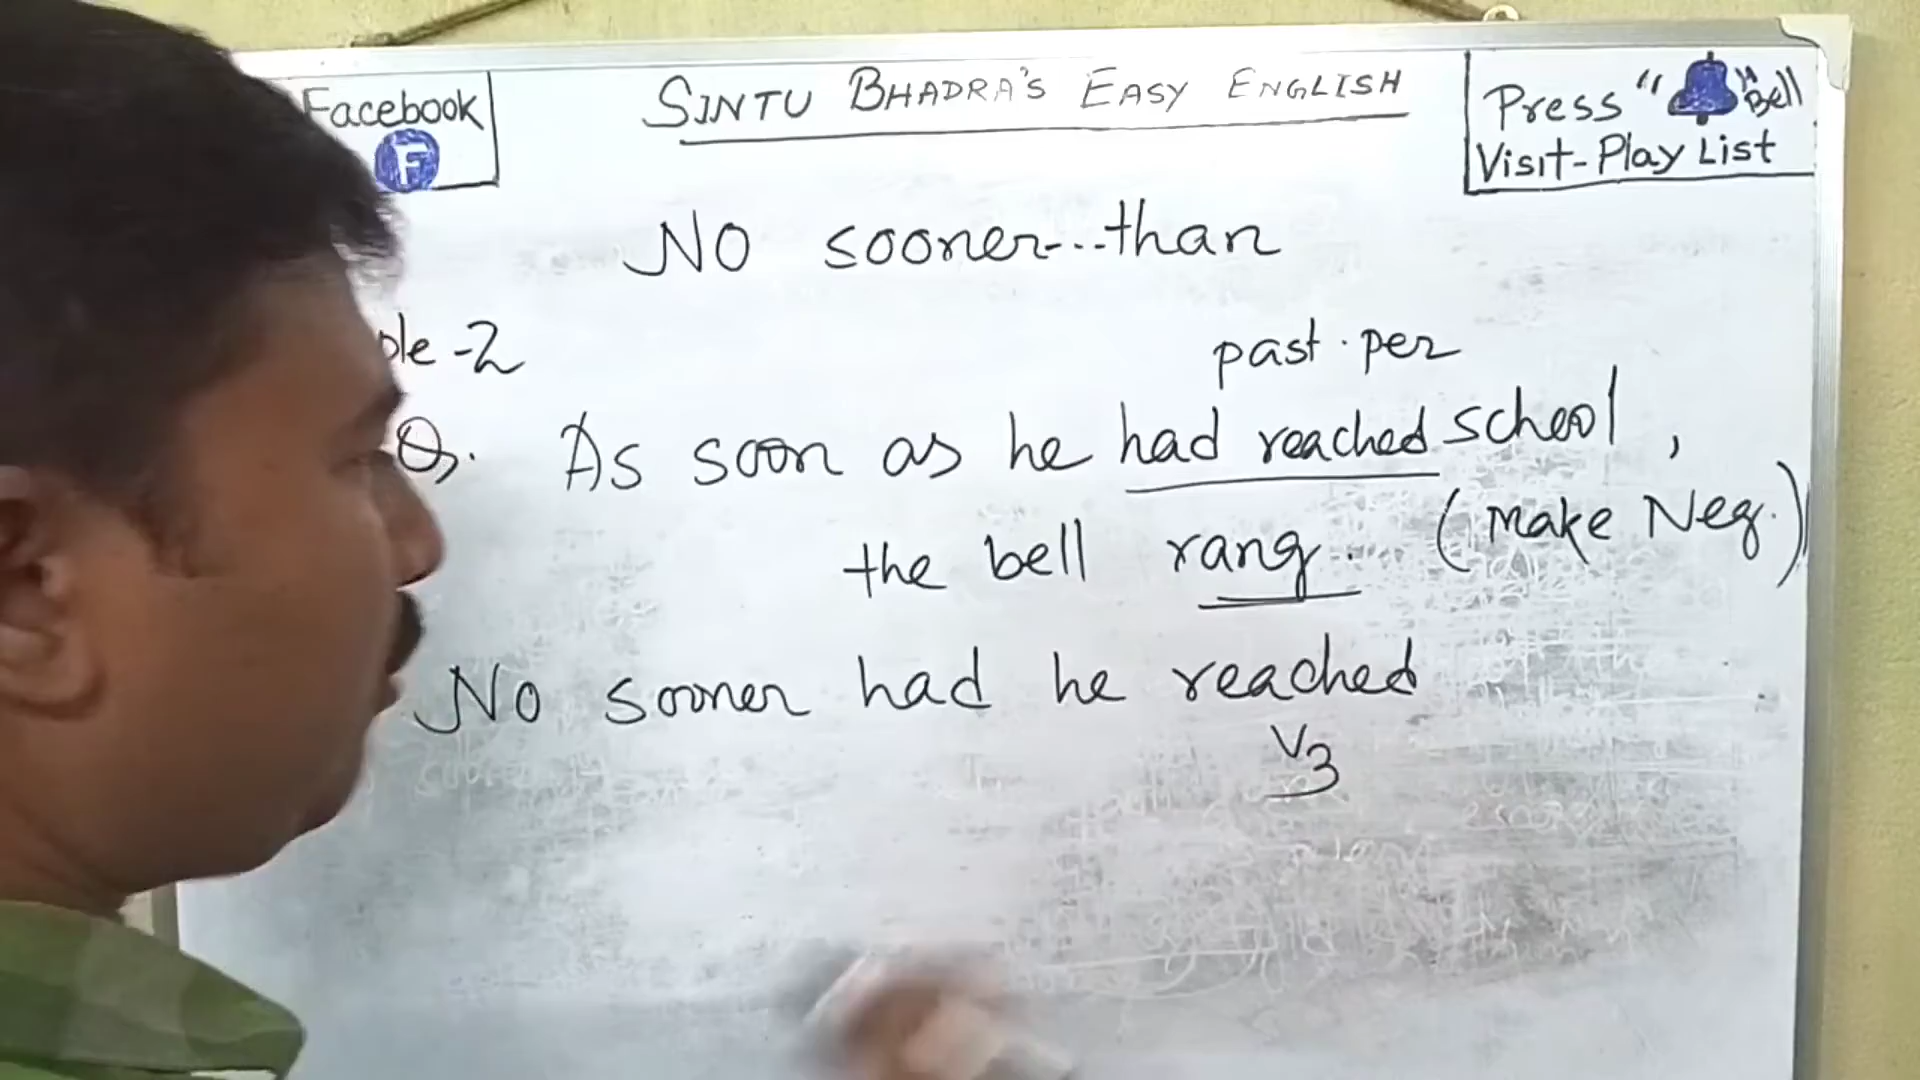 Facebook
F
SINTU BHADRA'S EASY ENGLISH
Press " " Bell
Visit-Play List
No sooner...than
ple-2
past.per
Q. As soon as he had reached school,
the bell rang. (Make Neg.)
No sooner had he reached
V3